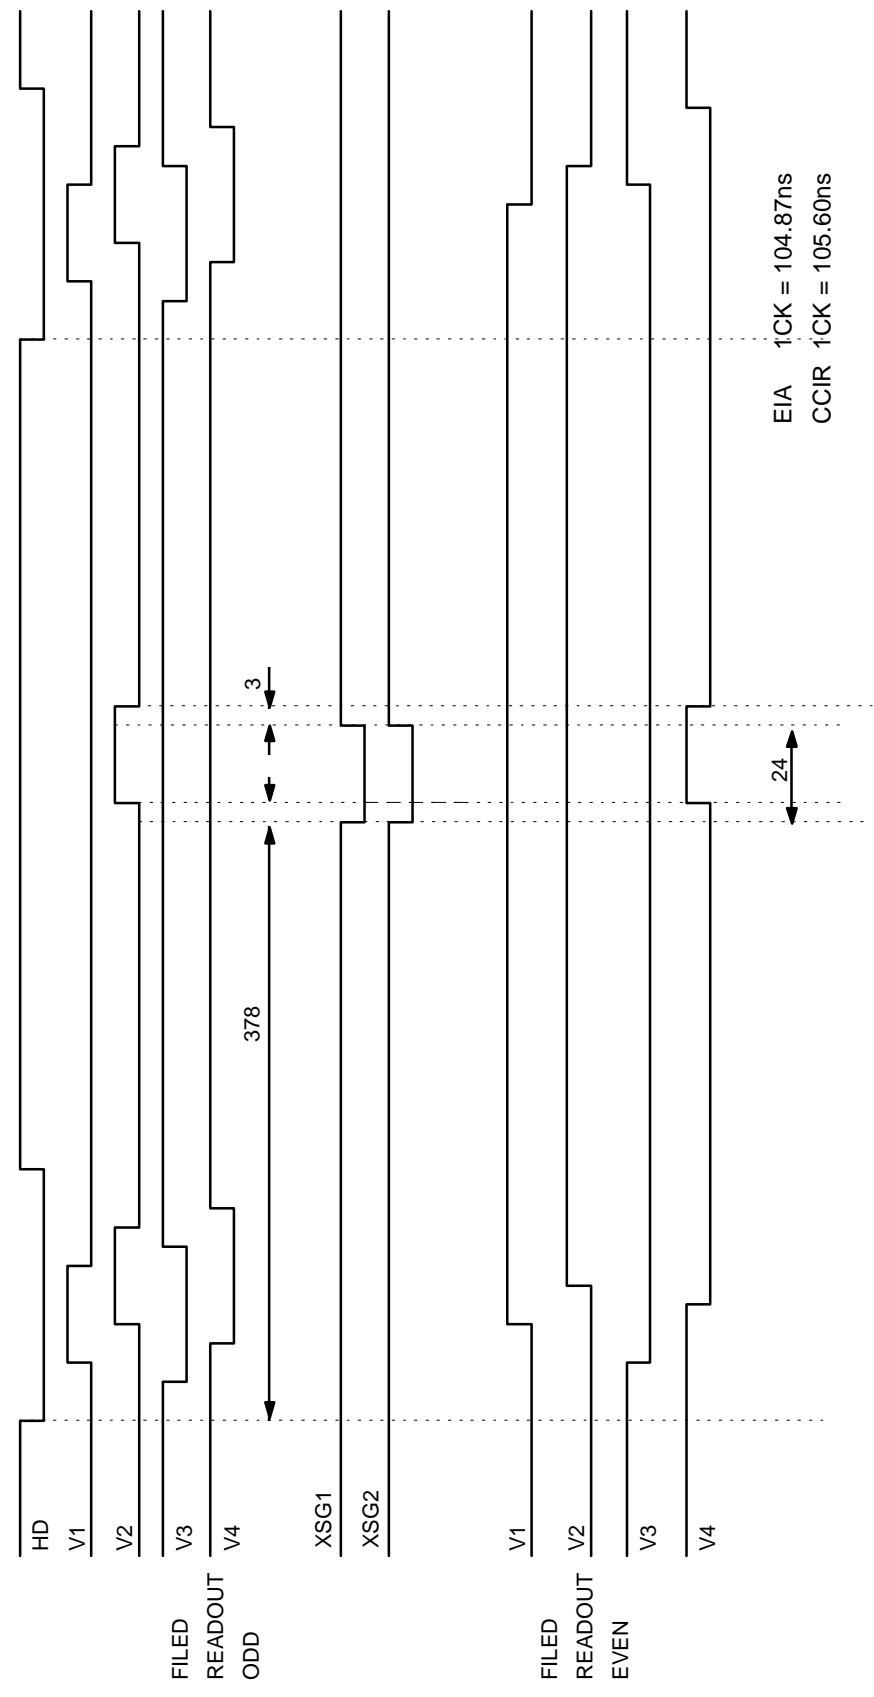 HD
V1
V2
V3
V4
FILED
READOUT
ODD
378
3
XSG1
XSG2
V1
V2
V3
V4
FILED
READOUT
EVEN
24
EIA 1CK = 104.87ns
CCIR 1CK = 105.60ns